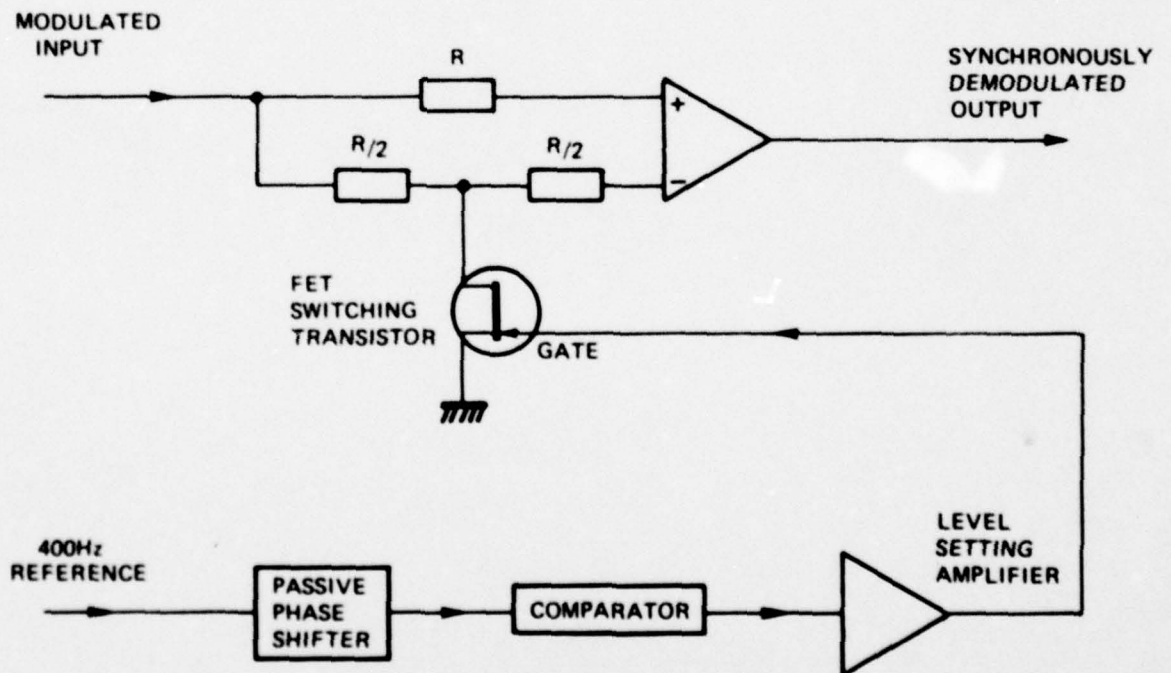 MODULATED
INPUT
R
SYNCHRONOUSLY
DEMODULATED
OUTPUT
+
R/2
R/2
−
FET
SWITCHING
TRANSISTOR
GATE
400Hz
REFERENCE
PASSIVE
PHASE
SHIFTER
COMPARATOR
LEVEL
SETTING
AMPLIFIER